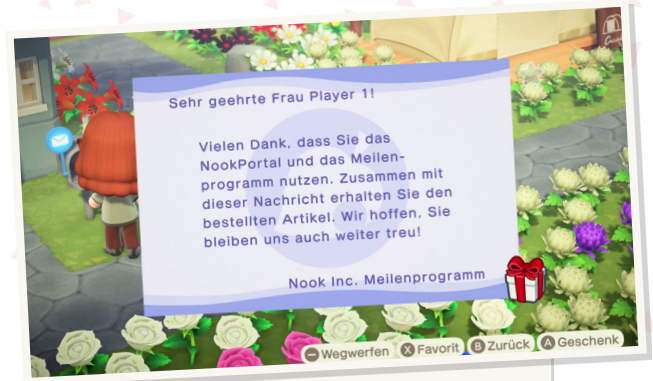 Sehr geehrte Frau Player 1!
Vielen Dank, dass Sie das
NookPortal und das Meilen-
programm nutzen. Zusammen mit
dieser Nachricht erhalten Sie den
bestellten Artikel. Wir hoffen, Sie
bleiben uns auch weiter treu!
Nook Inc. Meilenprogramm
− Wegwerfen X Favorit B Zurück A Geschenk